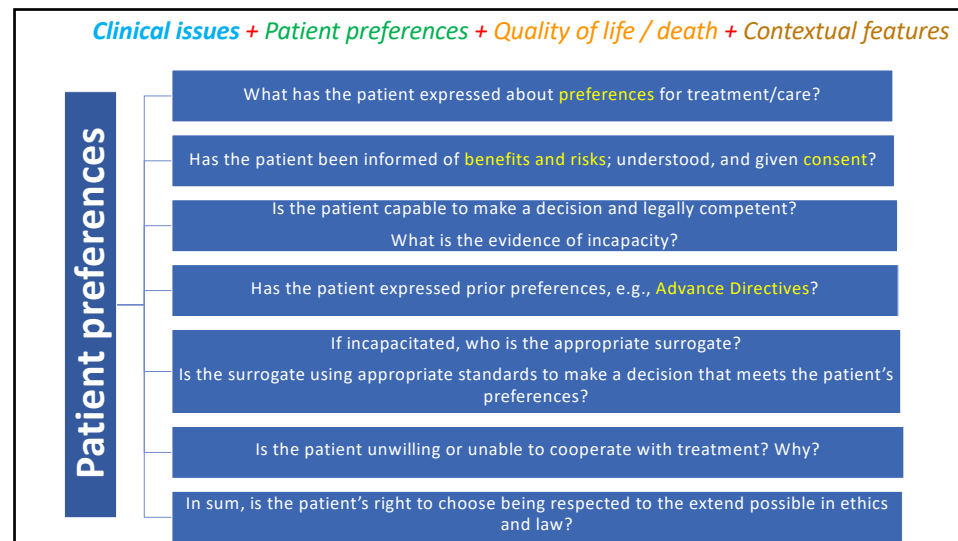 Clinical issues + Patient preferences + Quality of life / death + Contextual features
Patient preferences
What has the patient expressed about preferences for treatment/care?
Has the patient been informed of benefits and risks; understood, and given consent?
Is the patient capable to make a decision and legally competent?
What is the evidence of incapacity?
Has the patient expressed prior preferences, e.g., Advance Directives?
If incapacitated, who is the appropriate surrogate?
Is the surrogate using appropriate standards to make a decision that meets the patient’s
preferences?
Is the patient unwilling or unable to cooperate with treatment? Why?
In sum, is the patient’s right to choose being respected to the extend possible in ethics
and law?